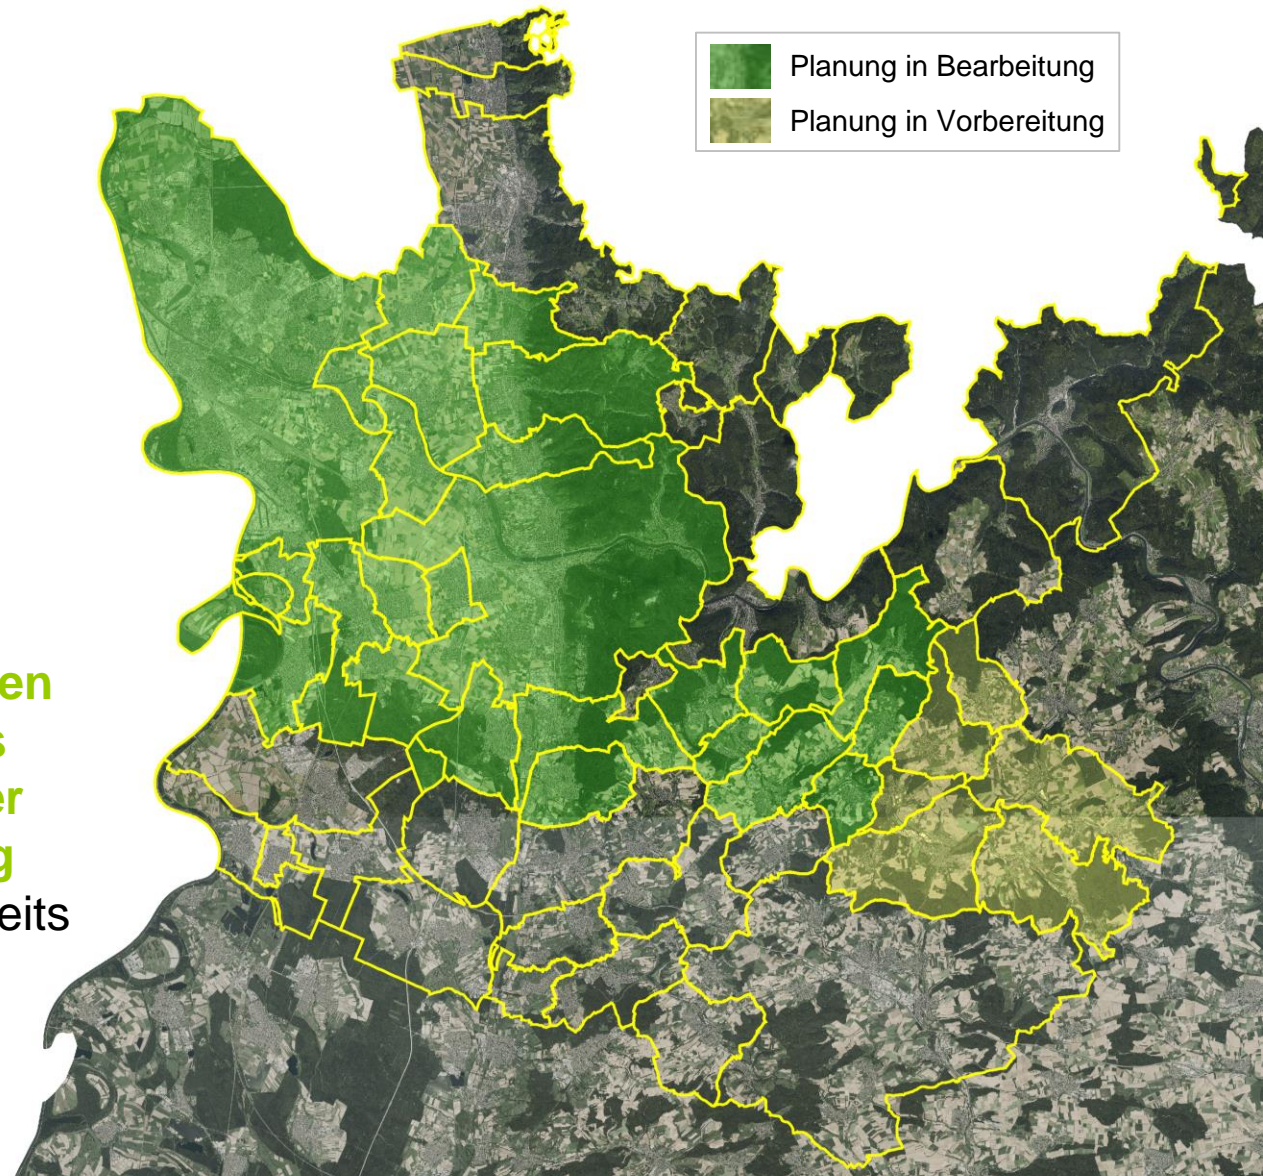 Planung in Bearbeitung
Planung in Vorbereitung
en
s
er
g
eits